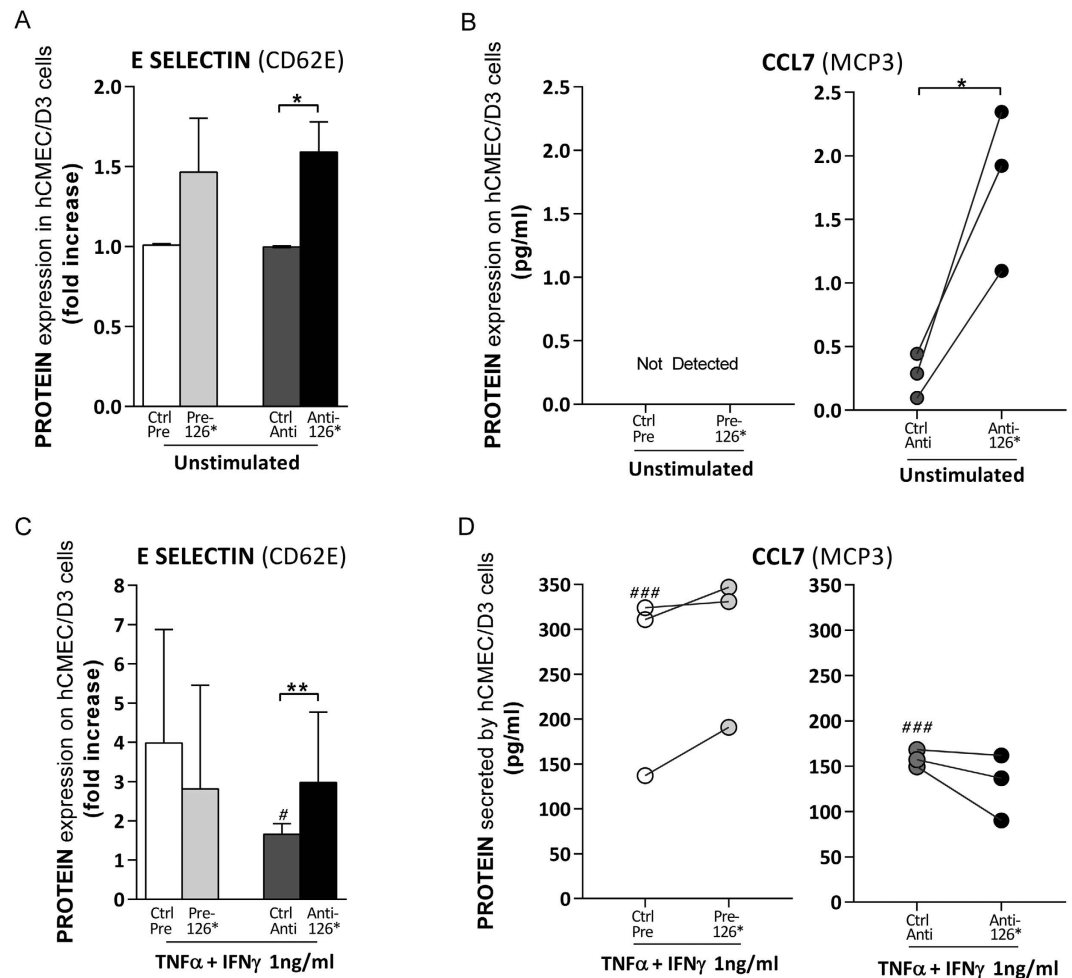 A
E SELECTIN (CD62E)
PROTEIN expression in hCMEC/D3 cells
(fold increase)
2.0
1.5
1.0
0.5
0.0
*
Ctrl Pre- Ctrl Anti-
Pre 126* Anti 126*
Unstimulated
B
CCL7 (MCP3)
PROTEIN expression on hCMEC/D3 cells
(pg/ml)
2.5
2.0
1.5
1.0
0.5
0.0
Not Detected
Ctrl Pre-
Pre 126*
Unstimulated
2.5
2.0
1.5
1.0
0.5
0.0
*
Ctrl Anti-
Anti 126*
Unstimulated
C
E SELECTIN (CD62E)
PROTEIN expression on hCMEC/D3 cells
(fold increase)
8
7
6
5
4
3
2
1
0
**
#
Ctrl Pre- Ctrl Anti-
Pre 126* Anti 126*
TNFα + IFNγ 1ng/ml
D
CCL7 (MCP3)
PROTEIN secreted by hCMEC/D3 cells
(pg/ml)
350
300
350
200
150
100
50
0
###
Ctrl Pre-
Pre 126*
TNFα + IFNγ 1ng/ml
350
300
350
200
150
100
50
0
###
Ctrl Anti-
Anti 126*
TNFα + IFNγ 1ng/ml